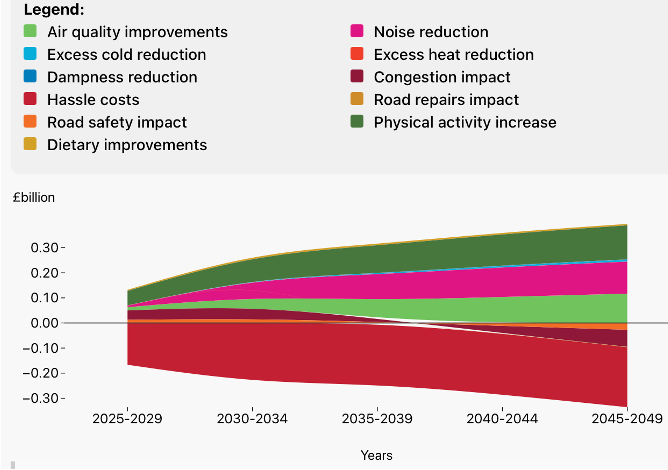 Legend:
Air quality improvements
Noise reduction
Excess cold reduction
Excess heat reduction
Dampness reduction
Congestion impact
Hassle costs
Road repairs impact
Road safety impact
Physical activity increase
Dietary improvements
£billion
0.30
0.20
0.10
0.00
−0.10
−0.20
−0.30
2025-2029 2030-2034 2035-2039 2040-2044 2045-2049
Years